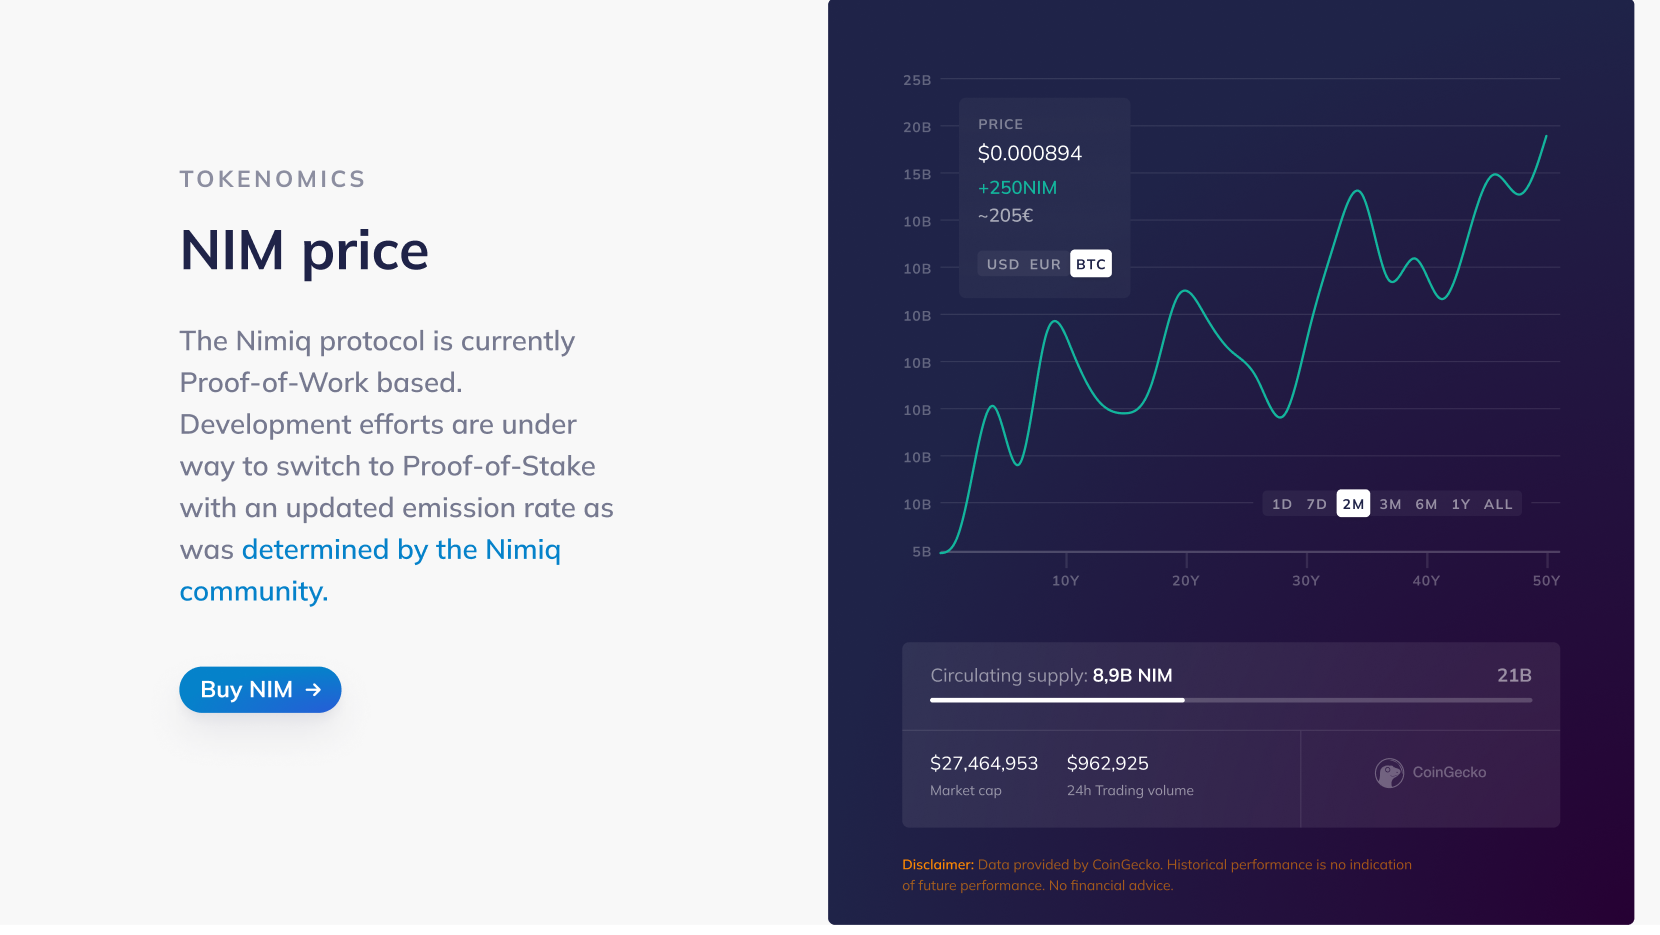 TOKENOMICS
NIM price
The Nimiq protocol is currently
Proof-of-Work based.
Development efforts are under
way to switch to Proof-of-Stake
with an updated emission rate as
was determined by the Nimiq
community.
Buy NIM →
25B
20B
15B
10B
10B
10B
10B
10B
10B
10B
5B
PRICE
$0.000894
+250NIM
~205€
USD EUR BTC
1D 7D 2M 3M 6M 1Y ALL
10Y 20Y 30Y 40Y 50Y
Circulating supply: 8,9B NIM 21B
$27,464,953 $962,925
Market cap 24h Trading volume
CoinGecko
Disclaimer: Data provided by CoinGecko. Historical performance is no indication
of future performance. No financial advice.